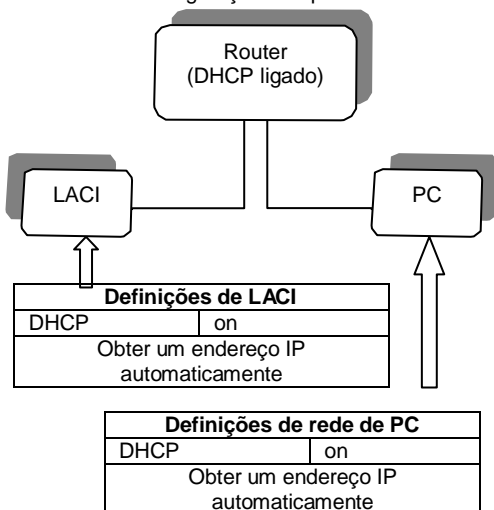 Router
(DHCP ligado)
LACI
PC
Definições de LACI
DHCP on
Obter um endereço IP
automaticamente
Definições de rede de PC
DHCP on
Obter um endereço IP
automaticamente